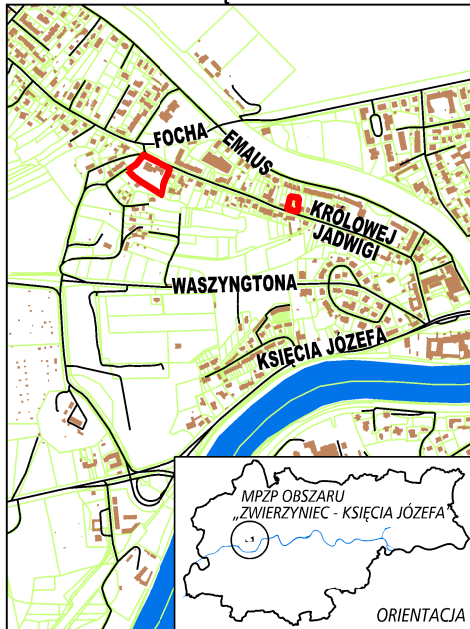 FOCHA
EMAUS
KRÓLOWEJ
JADWIGI
WASZYNGTONA
KSIĘCIA JÓZEFA
MPZP OBSZARU
„ZWIERZYNIEC - KSIĘCIA JÓZEFA”
ORIENTACJA